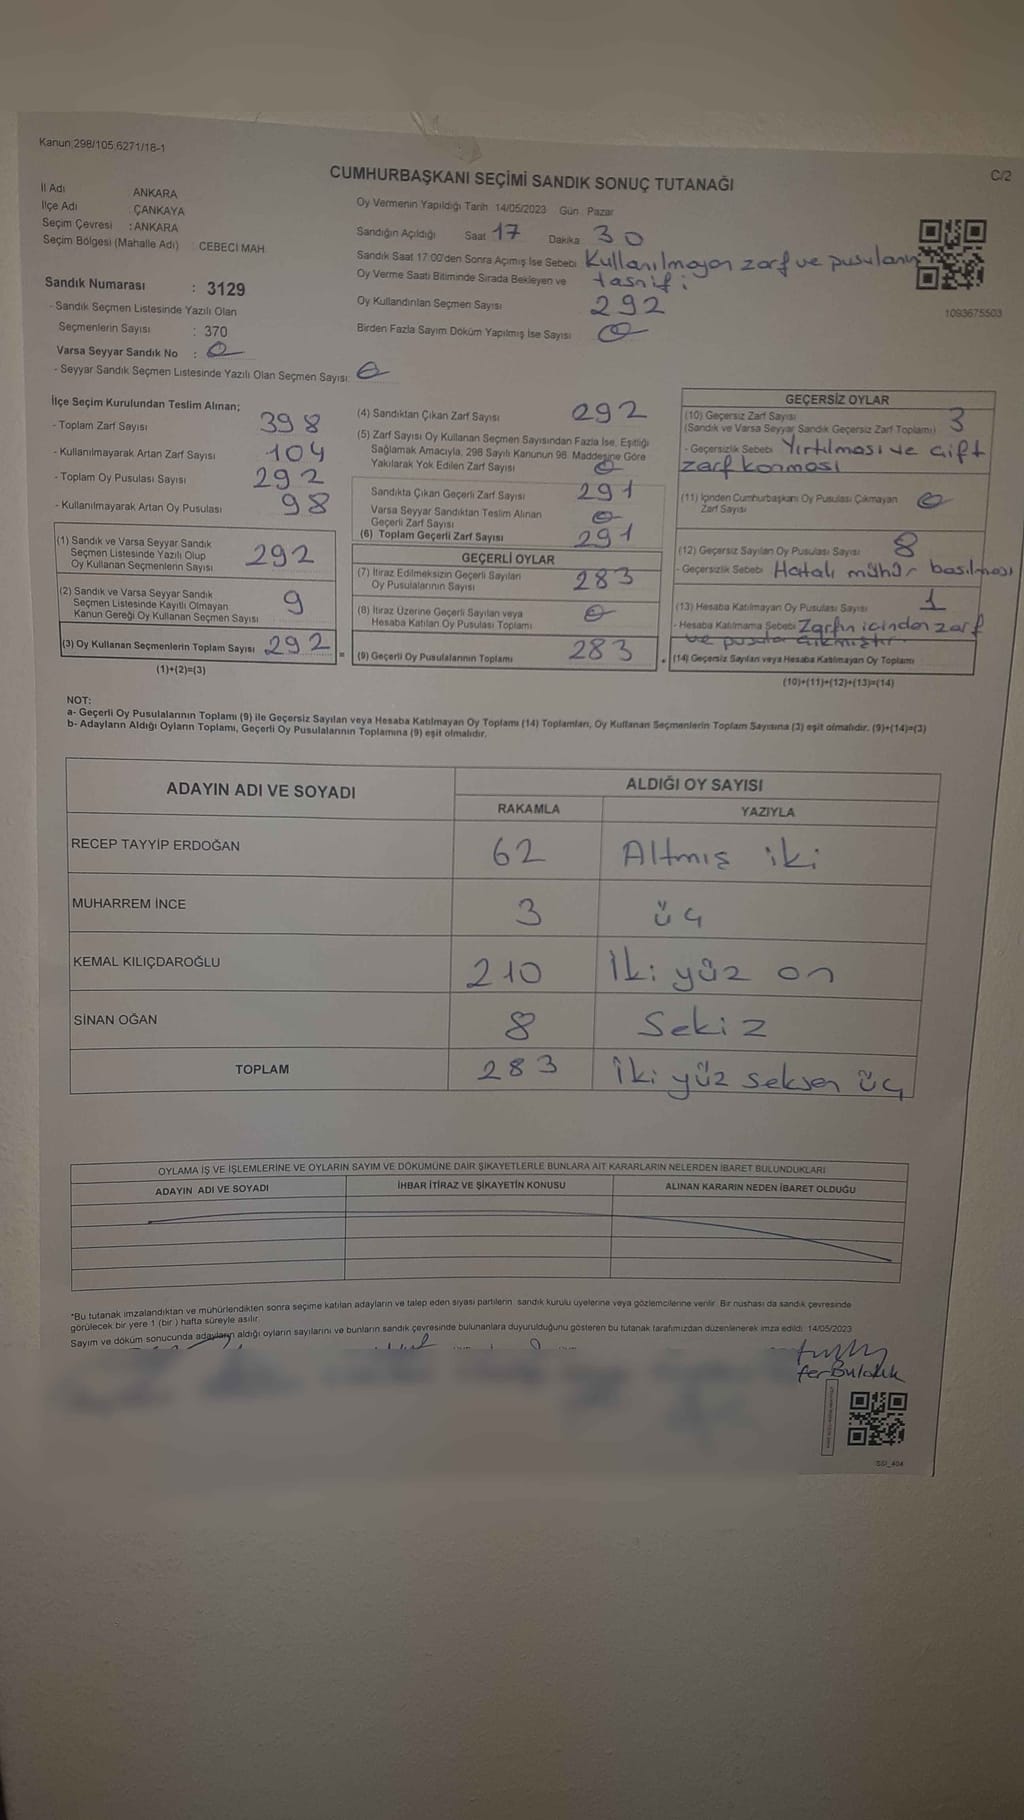 Kanun;298/105,6271/18-1
C/2
CUMHURBAŞKANI SEÇİMİ SANDIK SONUÇ TUTANAĞI
İl Adı ANKARA
İlçe Adı : ÇANKAYA
Seçim Çevresi : ANKARA
Seçim Bölgesi (Mahalle Adı) CEBECİ MAH.
Oy Vermenin Yapıldığı Tarih 14/05/2023 Gün : Pazar
Sandığın Açıldığı Saat 17 Dakika 30
Sandık Saat 17:00'den Sonra Açımış İse Sebebi Kullanılmayan zarf ve pusulanın
tasnifi
Oy Verme Saati Bitiminde Sırada Bekleyen ve
Oy Kullandırılan Seçmen Sayısı 292
Birden Fazla Sayım Döküm Yapılmış İse Sayısı 0
1093675503
Sandık Numarası : 3129
- Sandık Seçmen Listesinde Yazılı Olan
Seçmenlerin Sayısı : 370
Varsa Seyyar Sandık No : 0
- Seyyar Sandık Seçmen Listesinde Yazılı Olan Seçmen Sayısı: 0
İlçe Seçim Kurulundan Teslim Alınan;
- Toplam Zarf Sayısı 398
- Kullanılmayarak Artan Zarf Sayısı 104
- Toplam Oy Pusulası Sayısı 292
- Kullanılmayarak Artan Oy Pusulası 98
(1) Sandık ve Varsa Seyyar Sandık
Seçmen Listesinde Yazılı Olup
Oy Kullanan Seçmenlerin Sayısı 292
(2) Sandık ve Varsa Seyyar Sandık
Seçmen Listesinde Kayıtlı Olmayan
Kanun Gereği Oy Kullanan Seçmen Sayısı 9
(3) Oy Kullanan Seçmenlerin Toplam Sayısı 292 =
(1)+(2)=(3)
(4) Sandıktan Çıkan Zarf Sayısı 292
(5) Zarf Sayısı Oy Kullanan Seçmen Sayısından Fazla İse, Eşitliği
Sağlamak Amacıyla, 298 Sayılı Kanunun 98. Maddesine Göre
Yakılarak Yok Edilen Zarf Sayısı 0
Sandıkta Çıkan Geçerli Zarf Sayısı 291
Varsa Seyyar Sandıktan Teslim Alınan
Geçerli Zarf Sayısı 0
(6) Toplam Geçerli Zarf Sayısı 291
GEÇERLİ OYLAR
(7) İtiraz Edilmeksizin Geçerli Sayılan
Oy Pusulalarının Sayısı 283
(8) İtiraz Üzerine Geçerli Sayılan veya
Hesaba Katılan Oy Pusulası Toplamı 0
(9) Geçerli Oy Pusulalarının Toplamı 283
GEÇERSİZ OYLAR
(10) Geçersiz Zarf Sayısı 3
(Sandık ve Varsa Seyyar Sandık Geçersiz Zarf Toplamı)
- Geçersizlik Sebebi Yırtılması ve çift
zarf konması
(11) İçinden Cumhurbaşkanı Oy Pusulası Çıkmayan
Zarf Sayısı 0
(12) Geçersiz Sayılan Oy Pusulası Sayısı 8
- Geçersizlik Sebebi Hatalı mühür basılması
(13) Hesaba Katılmayan Oy Pusulası Sayısı 1
- Hesaba Katılmama Sebebi Zarfın içinden zarf
ve pusula çıkmıştır.
(14) Geçersiz Sayılan veya Hesaba Katılmayan Oy Toplamı
(10)+(11)+(12)+(13)=(14)
NOT:
a- Geçerli Oy Pusulalarının Toplamı (9) ile Geçersiz Sayılan veya Hesaba Katılmayan Oy Toplamı (14) Toplamları, Oy Kullanan Seçmenlerin Toplam Sayısına (3) eşit olmalıdır. (9)+(14)=(3)
b- Adayların Aldığı Oyların Toplamı, Geçerli Oy Pusulalarının Toplamına (9) eşit olmalıdır.
ADAYIN ADI VE SOYADI ALDIĞI OY SAYISI
RAKAMLA YAZIYLA
RECEP TAYYİP ERDOĞAN 62 Altmış iki
MUHARREM İNCE 3 üç
KEMAL KILIÇDAROĞLU 210 İki yüz on
SİNAN OĞAN 8 Sekiz
TOPLAM 283 İki yüz seksen üç
OYLAMA İŞ VE İŞLEMLERİNE VE OYLARIN SAYIM VE DÖKÜMÜNE DAİR ŞİKAYETLERLE BUNLARA AİT KARARLARIN NELERDEN İBARET BULUNDUKLARI
ADAYIN ADI VE SOYADI İHBAR İTİRAZ VE ŞİKAYETİN KONUSU ALINAN KARARIN NEDEN İBARET OLDUĞU
*Bu tutanak imzalandıktan ve mühürlendikten sonra seçime katılan adayların ve talep eden siyasi partilerin sandık kurulu üyelerine veya gözlemcilerine verilir. Bir nushası da sandık çevresinde
görülecek bir yere 1 (bir ) hafta süreyle asılır.
Sayım ve döküm sonucunda adayların aldığı oyların sayılarını ve bunların sandık çevresinde bulunanlara duyurulduğunu gösteren bu tutanak tarafımızdan düzenlenerek imza edildi. 14/05/2023
SSI_404